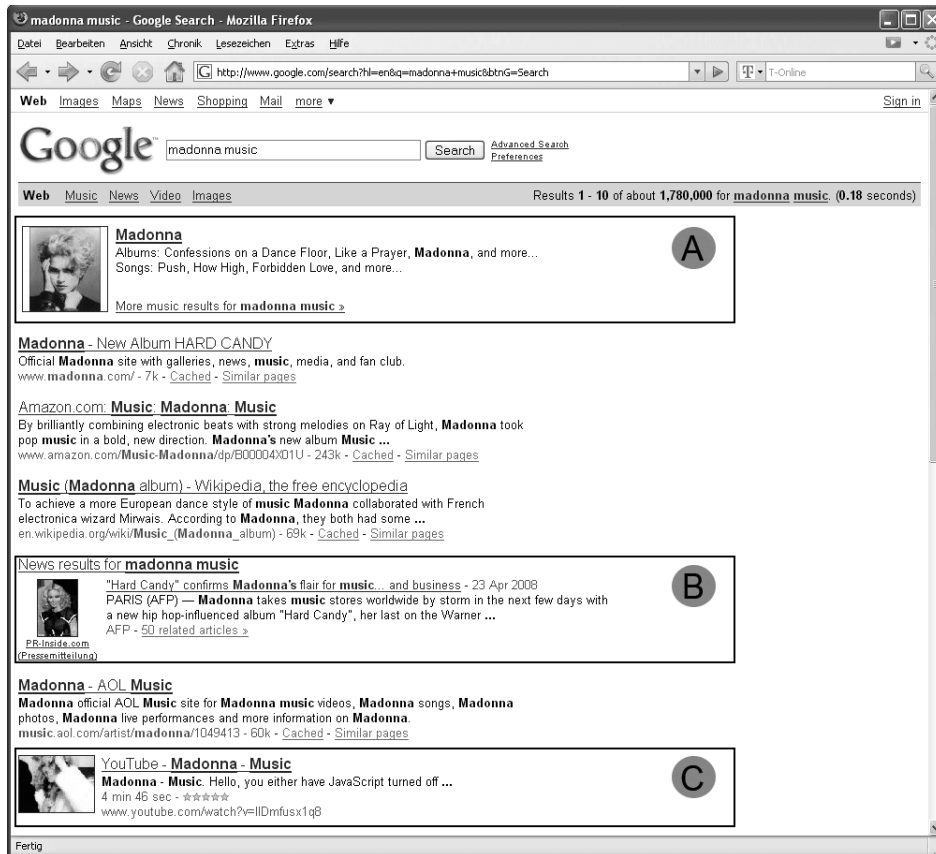 madonna music - Google Search - Mozilla Firefox
Datei Bearbeiten Ansicht Chronik Lesezeichen Extras Hilfe
G http://www.google.com/search?hl=en&q=madonna+music&btnG=Search T T-Online
Web Images Maps News Shopping Mail more ▼ Sign in
Google™ madonna music Search Advanced Search
Preferences
Web Music News Video Images Results 1 - 10 of about 1,780,000 for madonna music. (0.18 seconds)
Madonna
A
Albums: Confessions on a Dance Floor, Like a Prayer, Madonna, and more...
Songs: Push, How High, Forbidden Love, and more...
More music results for madonna music »
Madonna - New Album HARD CANDY
Official Madonna site with galleries, news, music, media, and fan club.
www.madonna.com/ - 7k - Cached - Similar pages
Amazon.com: Music: Madonna: Music
By brilliantly combining electronic beats with strong melodies on Ray of Light, Madonna took
pop music in a bold, new direction. Madonna's new album Music ...
www.amazon.com/Music-Madonna/dp/B00004X01U - 243k - Cached - Similar pages
Music (Madonna album) - Wikipedia, the free encyclopedia
To achieve a more European dance style of music Madonna collaborated with French
electronica wizard Mirwais. According to Madonna, they both had some ...
en.wikipedia.org/wiki/Music_(Madonna_album) - 69k - Cached - Similar pages
News results for madonna music
B
"Hard Candy" confirms Madonna's flair for music... and business - 23 Apr 2008
PARIS (AFP) — Madonna takes music stores worldwide by storm in the next few days with
a new hip hop-influenced album "Hard Candy", her last on the Warner ...
AFP - 50 related articles »
PR-Inside.com
(Pressemitteilung)
Madonna - AOL Music
Madonna official AOL Music site for Madonna music videos, Madonna songs, Madonna
photos, Madonna live performances and more information on Madonna.
music.aol.com/artist/madonna/1049413 - 60k - Cached - Similar pages
YouTube - Madonna - Music
C
Madonna - Music. Hello, you either have JavaScript turned off ...
4 min 46 sec - ☆☆☆☆☆
www.youtube.com/watch?v=IIDmfusx1q8
Fertig